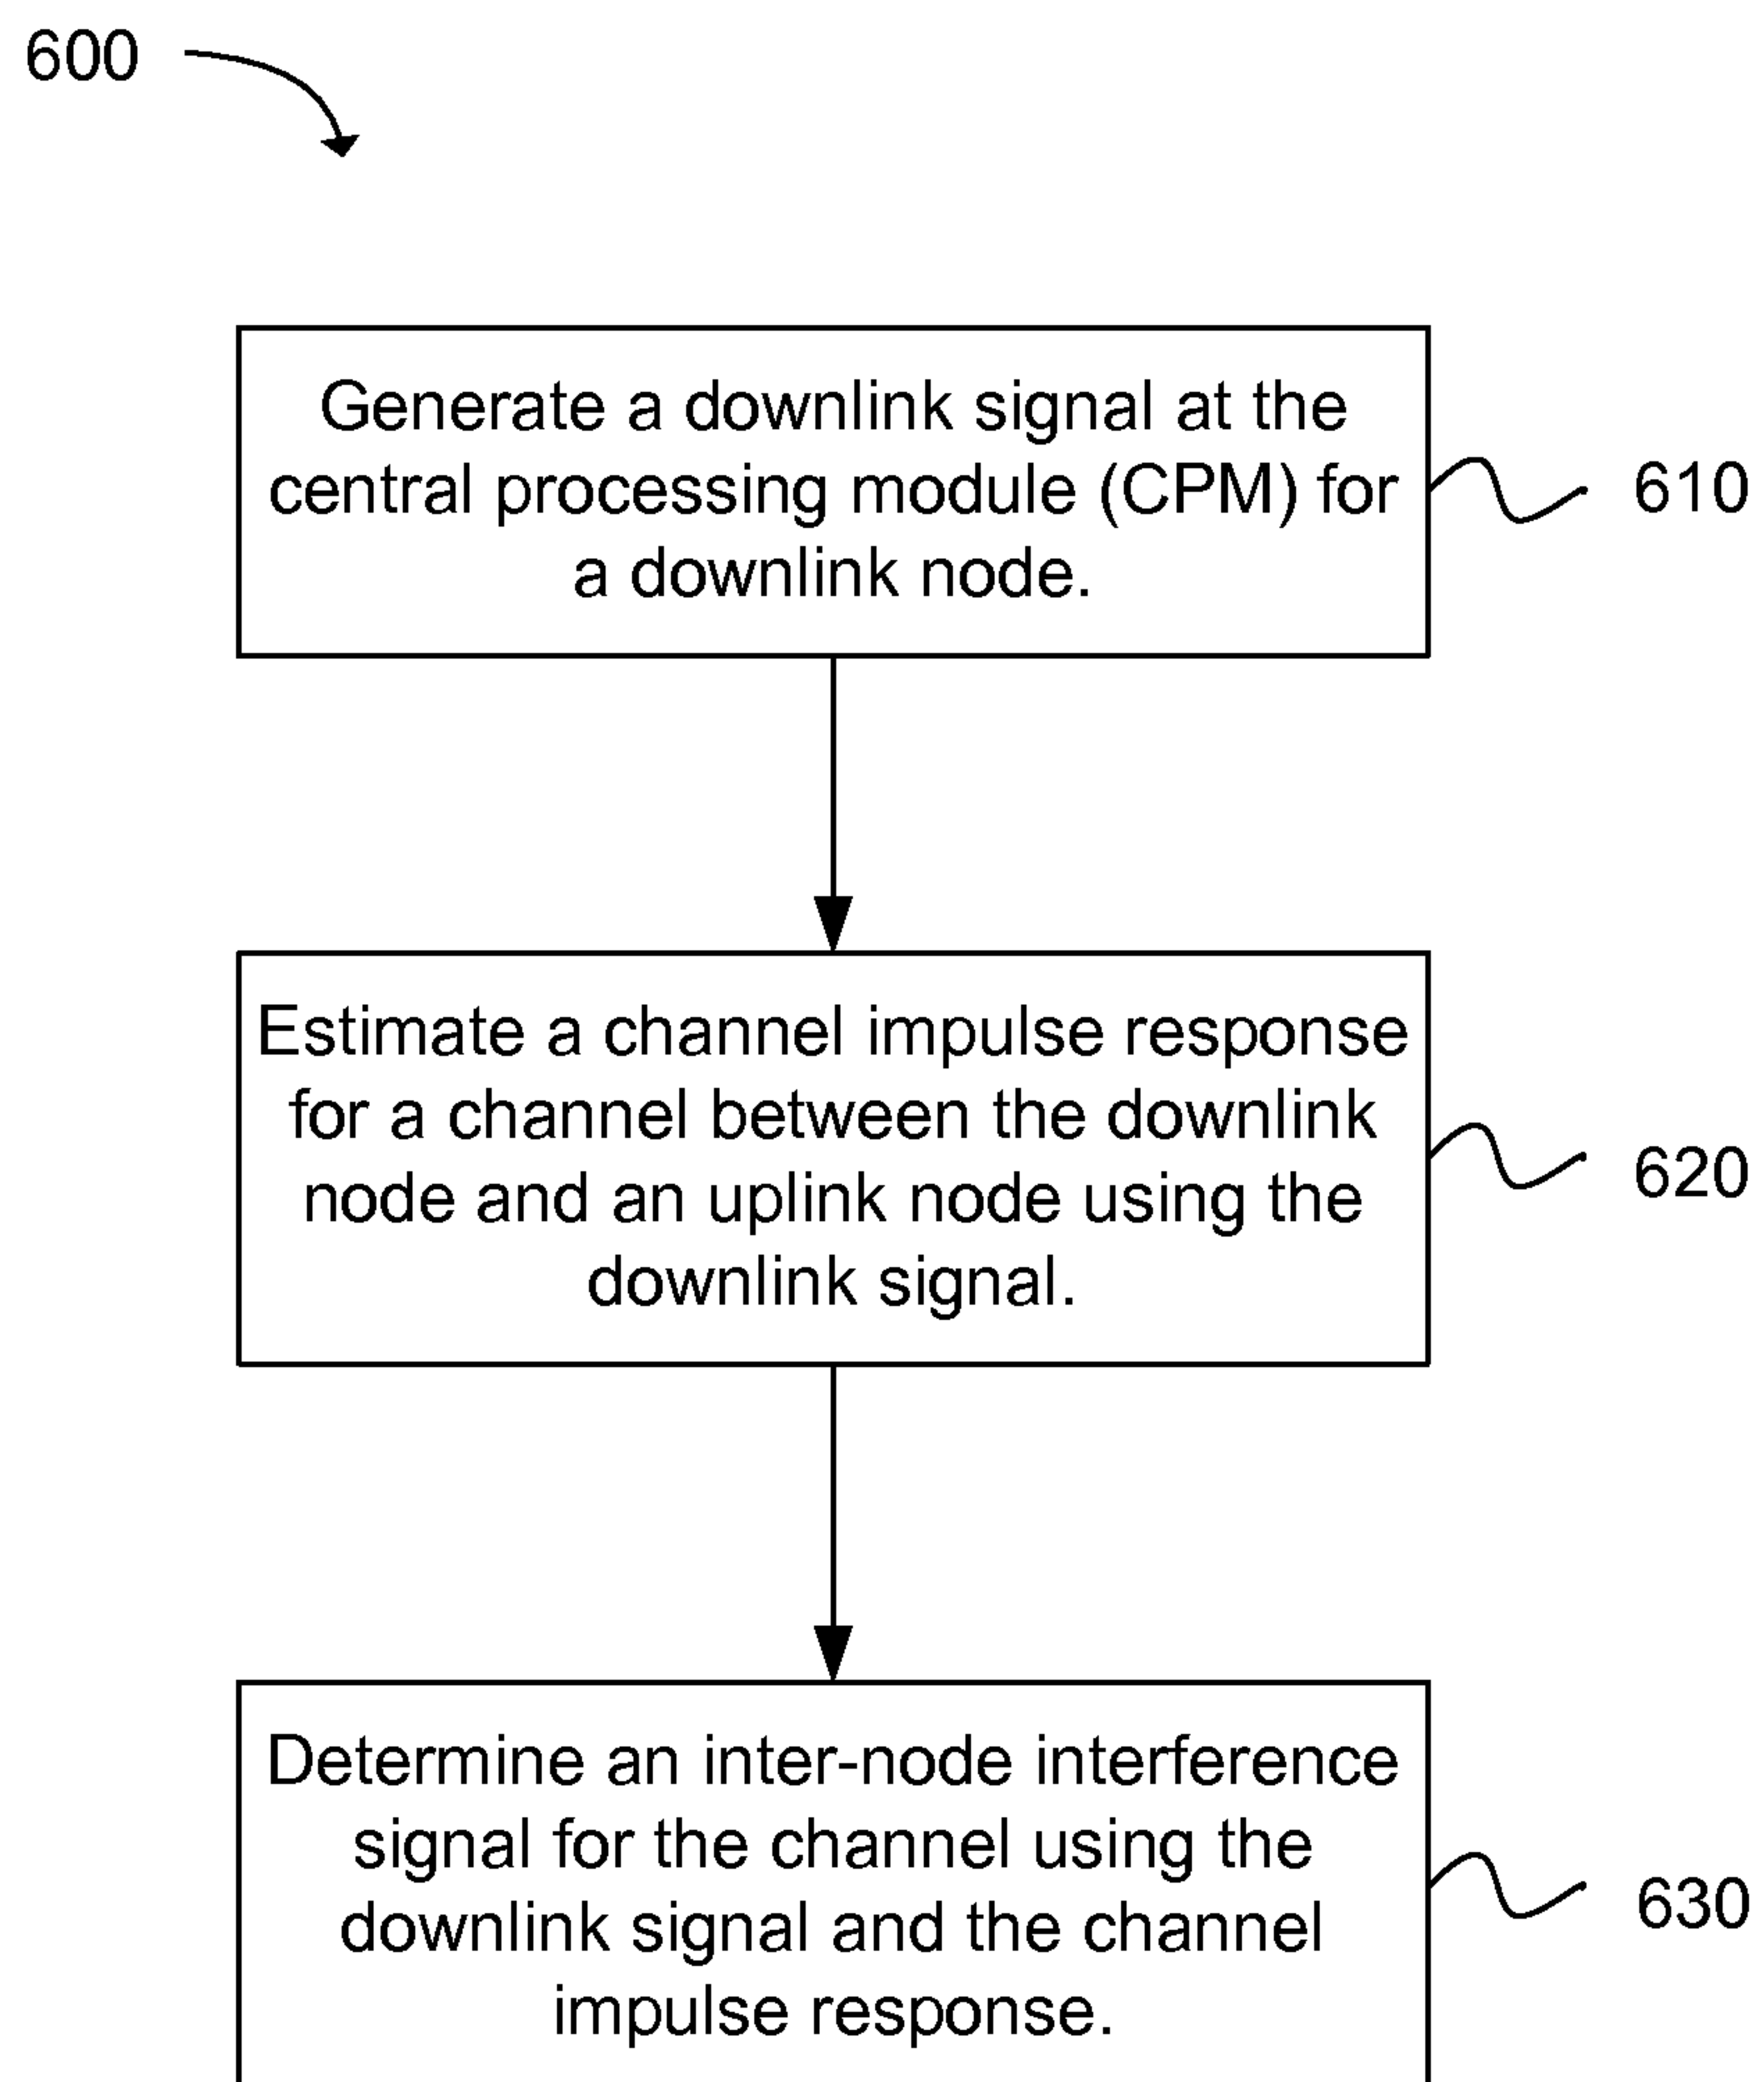 600
Generate a downlink signal at the
central processing module (CPM) for
a downlink node.
610
Estimate a channel impulse response
for a channel between the downlink
node and an uplink node using the
downlink signal.
620
Determine an inter-node interference
signal for the channel using the
downlink signal and the channel
impulse response.
630